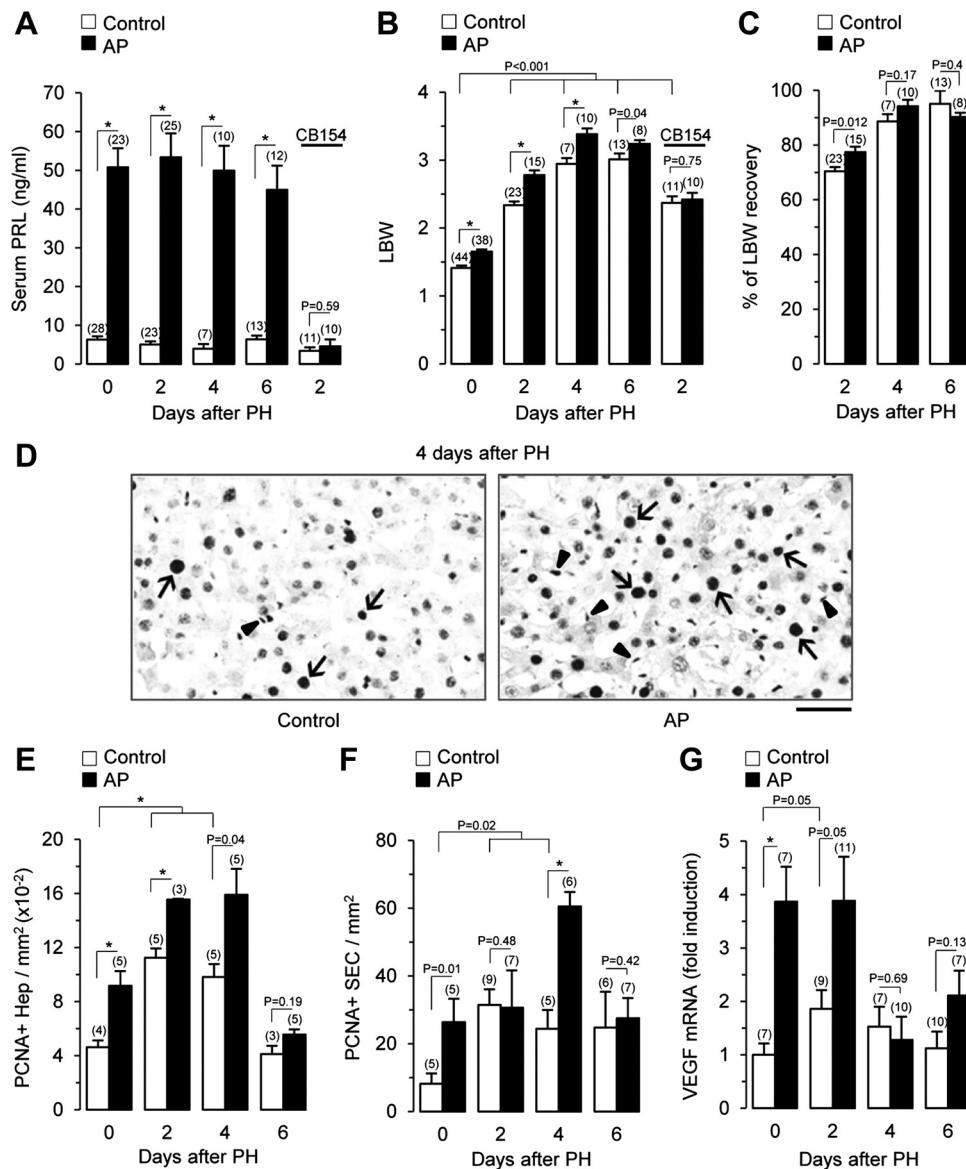 A
Control
AP
Serum PRL (ng/ml)
70
60
50
40
30
20
10
0
(28)
*
(23)
(23)
*
(25)
(7)
*
(10)
(13)
*
(12)
CB154
P=0.59
(11)
(10)
0
2
4
6
2
Days after PH
B
Control
AP
LBW
4
3
2
1
0
P<0.001
*
(44)
(38)
*
(23)
(15)
*
(7)
(10)
P=0.04
(13)
(8)
CB154
P=0.75
(11)
(10)
0
2
4
6
2
Days after PH
C
Control
AP
% of LBW recovery
100
80
60
40
20
0
P=0.012
(23)
(15)
P=0.17
(7)
(10)
P=0.4
(13)
(8)
2
4
6
Days after PH
D
4 days after PH
Control
AP
E
Control
AP
PCNA+ Hep / mm² (x10⁻²)
20
16
12
8
4
0
*
*
(4)
(5)
*
(5)
(3)
P=0.04
(5)
(5)
P=0.19
(3)
(5)
0
2
4
6
Days after PH
F
Control
AP
PCNA+ SEC / mm²
80
60
40
20
0
P=0.02
P=0.01
(5)
(5)
P=0.48
(9)
(7)
*
(5)
(6)
P=0.42
(6)
(7)
0
2
4
6
Days after PH
G
Control
AP
VEGF mRNA (fold induction)
5
4
3
2
1
0
P=0.05
*
(7)
(7)
P=0.05
(9)
(11)
P=0.69
(7)
(10)
P=0.13
(10)
(7)
0
2
4
6
Days after PH